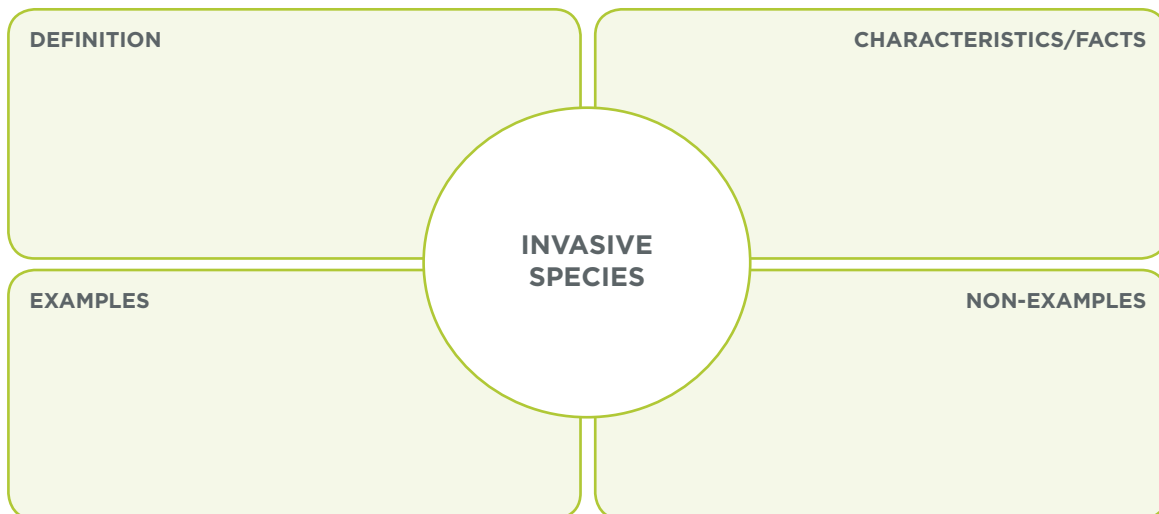 DEFINITION
CHARACTERISTICS/FACTS
INVASIVE
SPECIES
EXAMPLES
NON-EXAMPLES